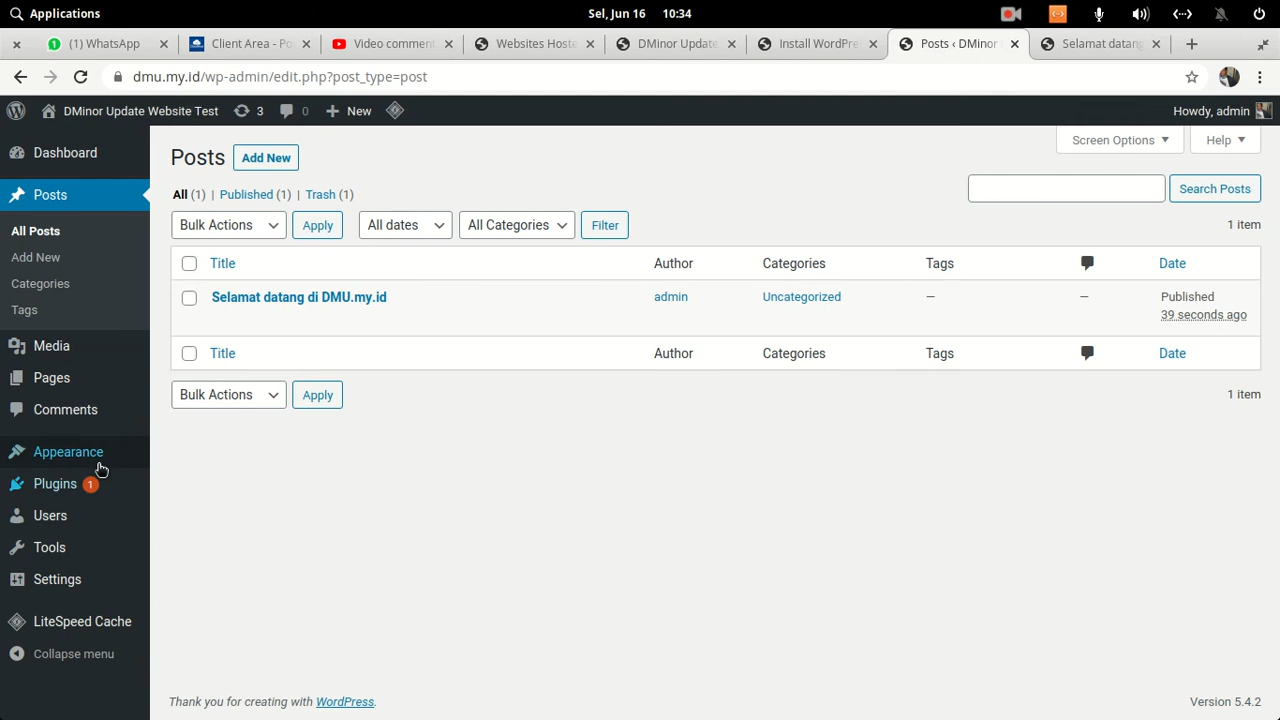 Applications
Sel, Jun 16 10:34
(1) WhatsApp
Client Area - Po
Video comment
Websites Hoste
DMinor Update
Install WordPre
Posts ‹ DMinor
Selamat datang
dmu.my.id/wp-admin/edit.php?post_type=post
DMinor Update Website Test 3 0 New
Howdy, admin
Dashboard
Posts
All Posts
Add New
Categories
Tags
Media
Pages
Comments
Appearance
Plugins 1
Users
Tools
Settings
LiteSpeed Cache
Collapse menu
Screen Options
Help
Posts Add New
All (1) | Published (1) | Trash (1)
Search Posts
Bulk Actions Apply All dates All Categories Filter
1 item
Title Author Categories Tags Date
Selamat datang di DMU.my.id admin Uncategorized — — Published
39 seconds ago
Title Author Categories Tags Date
Bulk Actions Apply
1 item
Thank you for creating with WordPress.
Version 5.4.2